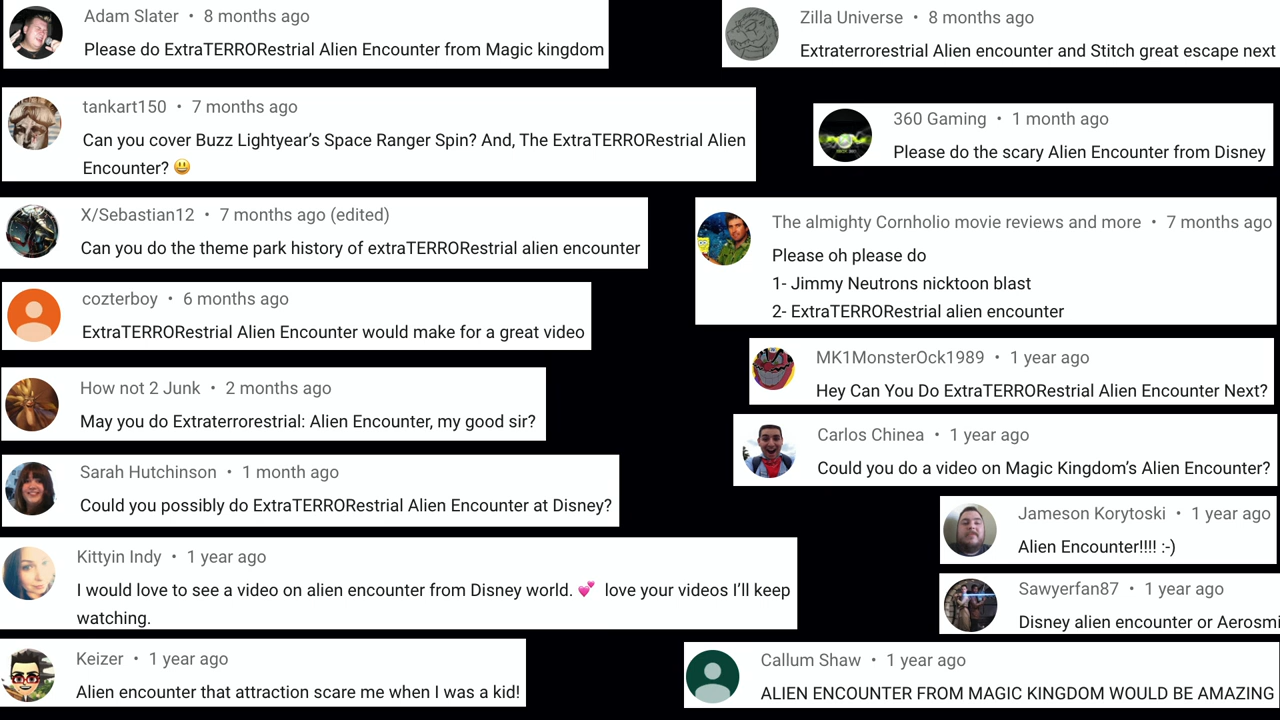 Adam Slater • 8 months ago
Please do ExtraTERRORestrial Alien Encounter from Magic kingdom
Zilla Universe • 8 months ago
Extraterrorestrial Alien encounter and Stitch great escape next
tankart150 • 7 months ago
Can you cover Buzz Lightyear’s Space Ranger Spin? And, The ExtraTERRORestrial Alien
Encounter? 😃
360 Gaming • 1 month ago
Please do the scary Alien Encounter from Disney
X/Sebastian12 • 7 months ago (edited)
Can you do the theme park history of extraTERRORestrial alien encounter
The almighty Cornholio movie reviews and more • 7 months ago
Please oh please do
1- Jimmy Neutrons nicktoon blast
2- ExtraTERRORestrial alien encounter
cozterboy • 6 months ago
ExtraTERRORestrial Alien Encounter would make for a great video
MK1MonsterOck1989 • 1 year ago
Hey Can You Do ExtraTERRORestrial Alien Encounter Next?
How not 2 Junk • 2 months ago
May you do Extraterrorestrial: Alien Encounter, my good sir?
Carlos Chinea • 1 year ago
Could you do a video on Magic Kingdom’s Alien Encounter?
Sarah Hutchinson • 1 month ago
Could you possibly do ExtraTERRORestrial Alien Encounter at Disney?
Jameson Korytoski • 1 year ago
Alien Encounter!!!! :-)
Kittyin Indy • 1 year ago
I would love to see a video on alien encounter from Disney world. 💕 love your videos I’ll keep
watching.
Sawyerfan87 • 1 year ago
Disney alien encounter or Aerosmi
Keizer • 1 year ago
Alien encounter that attraction scare me when I was a kid!
Callum Shaw • 1 year ago
ALIEN ENCOUNTER FROM MAGIC KINGDOM WOULD BE AMAZING